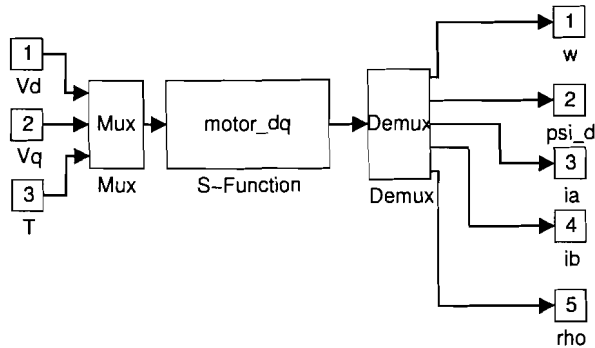 1
Vd
2
Vq
3
T
Mux
Mux
motor_dq
S-Function
Demux
Demux
1
w
2
psi_d
3
ia
4
ib
5
rho